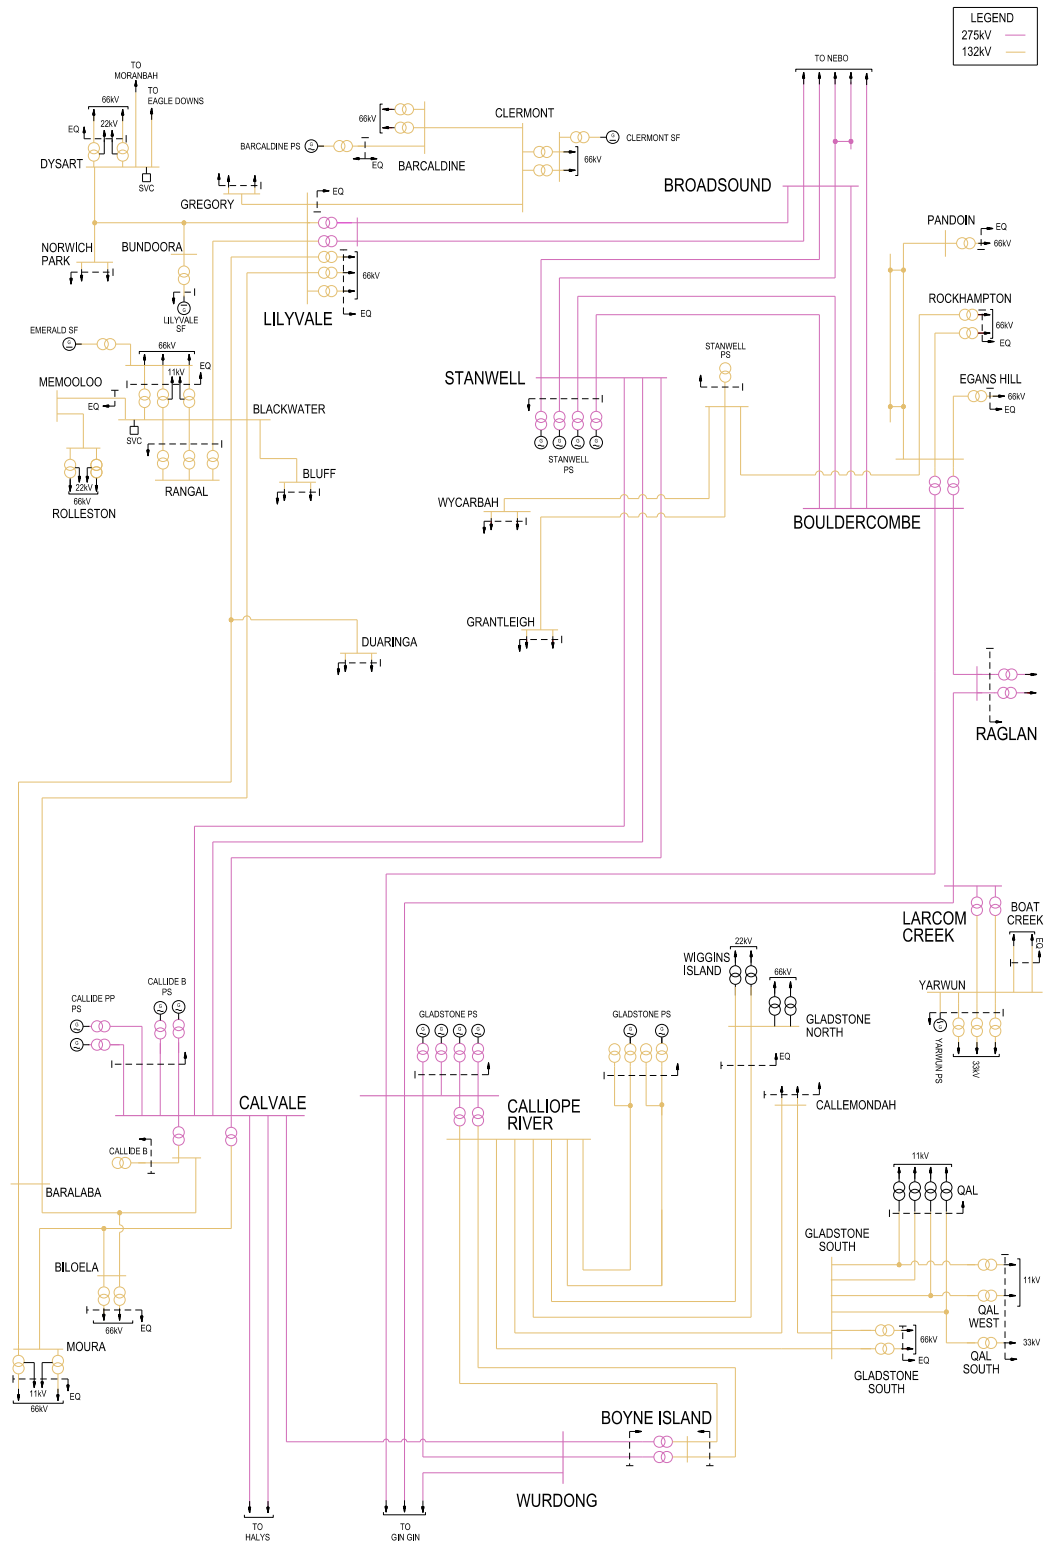 LEGEND
275kV
132kV
TO NEBO
TO
MORANBAH
TO
EAGLE DOWNS
66kV
22kV
EQ
DYSART
SVC
66kV
BARCALDINE PS
EQ
BARCALDINE
CLERMONT
CLERMONT SF
66kV
GREGORY
EQ
BROADSOUND
NORWICH
PARK
BUNDOORA
LILYVALE
SF
66kV
EQ
LILYVALE
PANDOIN
EQ
66kV
ROCKHAMPTON
66kV
EQ
EGANS HILL
66kV
EQ
EMERALD SF
66kV
11kV
EQ
MEMOOLOO
EQ
BLACKWATER
SVC
22kV
66kV
ROLLESTON
RANGAL
BLUFF
STANWELL
STANWELL
PS
STANWELL
PS
WYCARBAH
BOULDERCOMBE
GRANTLEIGH
DUARINGA
RAGLAN
LARCOM
CREEK
BOAT
CREEK
EQ
YARWUN
YARWUN PS
33kV
CALLIDE PP
PS
CALLIDE B
PS
CALVALE
CALLIDE B
GLADSTONE PS
GLADSTONE PS
CALLIOPE
RIVER
WIGGINS
ISLAND
22kV
66kV
GLADSTONE
NORTH
EQ
CALLEMONDAH
BARALABA
BILOELA
66kV
EQ
MOURA
11kV
66kV
EQ
11kV
QAL
GLADSTONE
SOUTH
11kV
QAL
WEST
33kV
QAL
SOUTH
66kV
EQ
GLADSTONE
SOUTH
BOYNE ISLAND
WURDONG
TO
HALYS
TO
GIN GIN